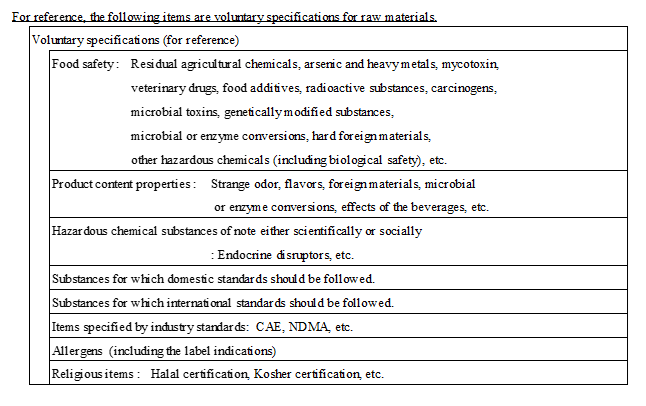 For reference, the following items are voluntary specifications for raw materials.
Voluntary specifications (for reference)
Food safety : Residual agricultural chemicals, arsenic and heavy metals, mycotoxin,
veterinary drugs, food additives, radioactive substances, carcinogens,
microbial toxins, genetically modified substances,
microbial or enzyme conversions, hard foreign materials,
other hazardous chemicals (including biological safety), etc.
Product content properties : Strange odor, flavors, foreign materials, microbial
or enzyme conversions, effects of the beverages, etc.
Hazardous chemical substances of note either scientifically or socially
: Endocrine disruptors, etc.
Substances for which domestic standards should be followed.
Substances for which international standards should be followed.
Items specified by industry standards: CAE, NDMA, etc.
Allergens (including the label indications)
Religious items : Halal certification, Kosher certification, etc.